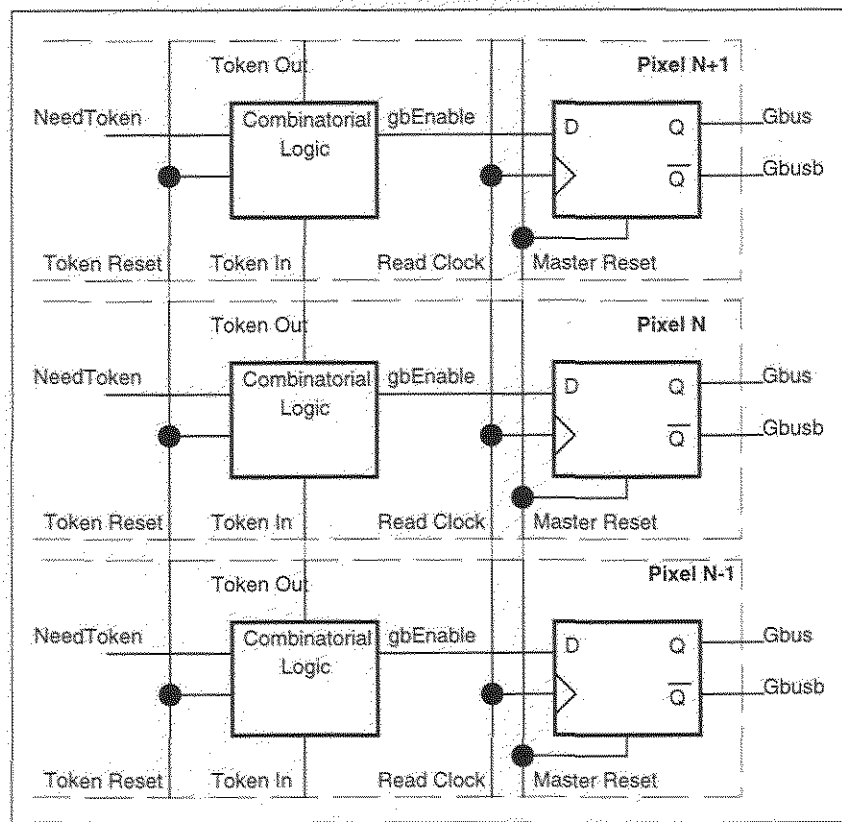 Token Out Pixel N+1
NeedToken Combinatorial gbEnable D Q Gbus
Logic
Q Gbusb
Token Reset Token In Read Clock Master Reset
Token Out Pixel N
NeedToken Combinatorial gbEnable D Q Gbus
Logic
Q Gbusb
Token Reset Token In Read Clock Master Reset
Token Out Pixel N-1
NeedToken Combinatorial gbEnable D Q Gbus
Logic
Q Gbusb
Token Reset Token In Read Clock Master Reset